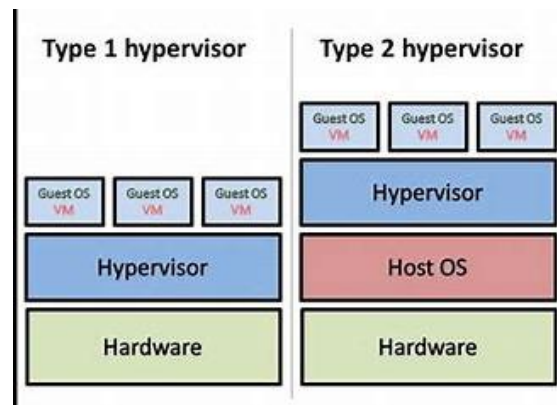 Type 1 hypervisor
Guest OS
VM
Guest OS
VM
Guest OS
VM
Hypervisor
Hardware
Type 2 hypervisor
Guest OS
VM
Guest OS
VM
Guest OS
VM
Hypervisor
Host OS
Hardware